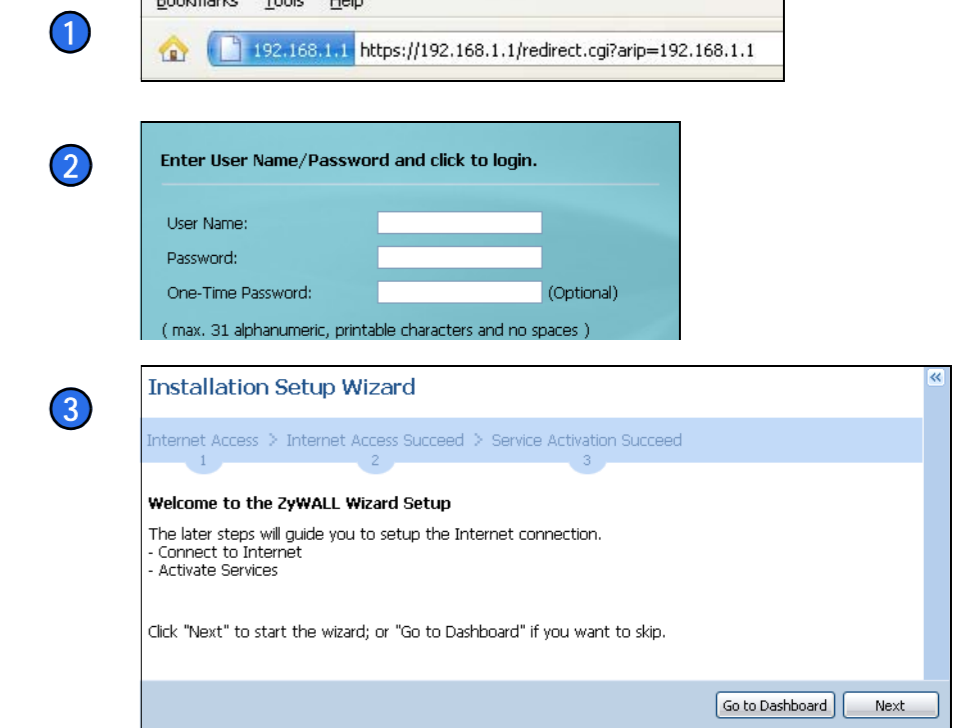 Bookmarks Tools Help
1
192.168.1.1 https://192.168.1.1/redirect.cgi?arip=192.168.1.1
2
Enter User Name/Password and click to login.
User Name:
Password:
One-Time Password: (Optional)
( max. 31 alphanumeric, printable characters and no spaces )
3
Installation Setup Wizard
«
Internet Access > Internet Access Succeed > Service Activation Succeed
1 2 3
Welcome to the ZyWALL Wizard Setup
The later steps will guide you to setup the Internet connection.
- Connect to Internet
- Activate Services
Click "Next" to start the wizard; or "Go to Dashboard" if you want to skip.
Go to Dashboard Next